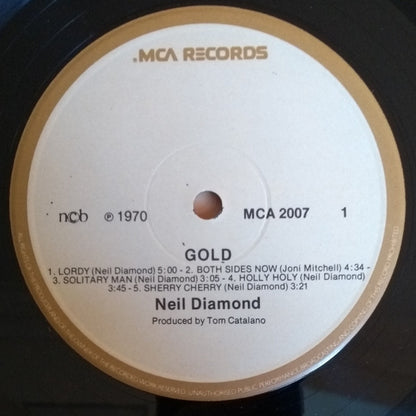 MCA RECORDS
ncb ℗ 1970 MCA 2007 1
GOLD
1. LORDY (Neil Diamond) 5:00 - 2. BOTH SIDES NOW (Joni Mitchell) 4:34 -
3. SOLITARY MAN (Neil Diamond) 3:05 - 4. HOLLY HOLY (Neil Diamond)
3:45 - 5. SHERRY CHERRY (Neil Diamond) 3:21
Neil Diamond
Produced by Tom Catalano